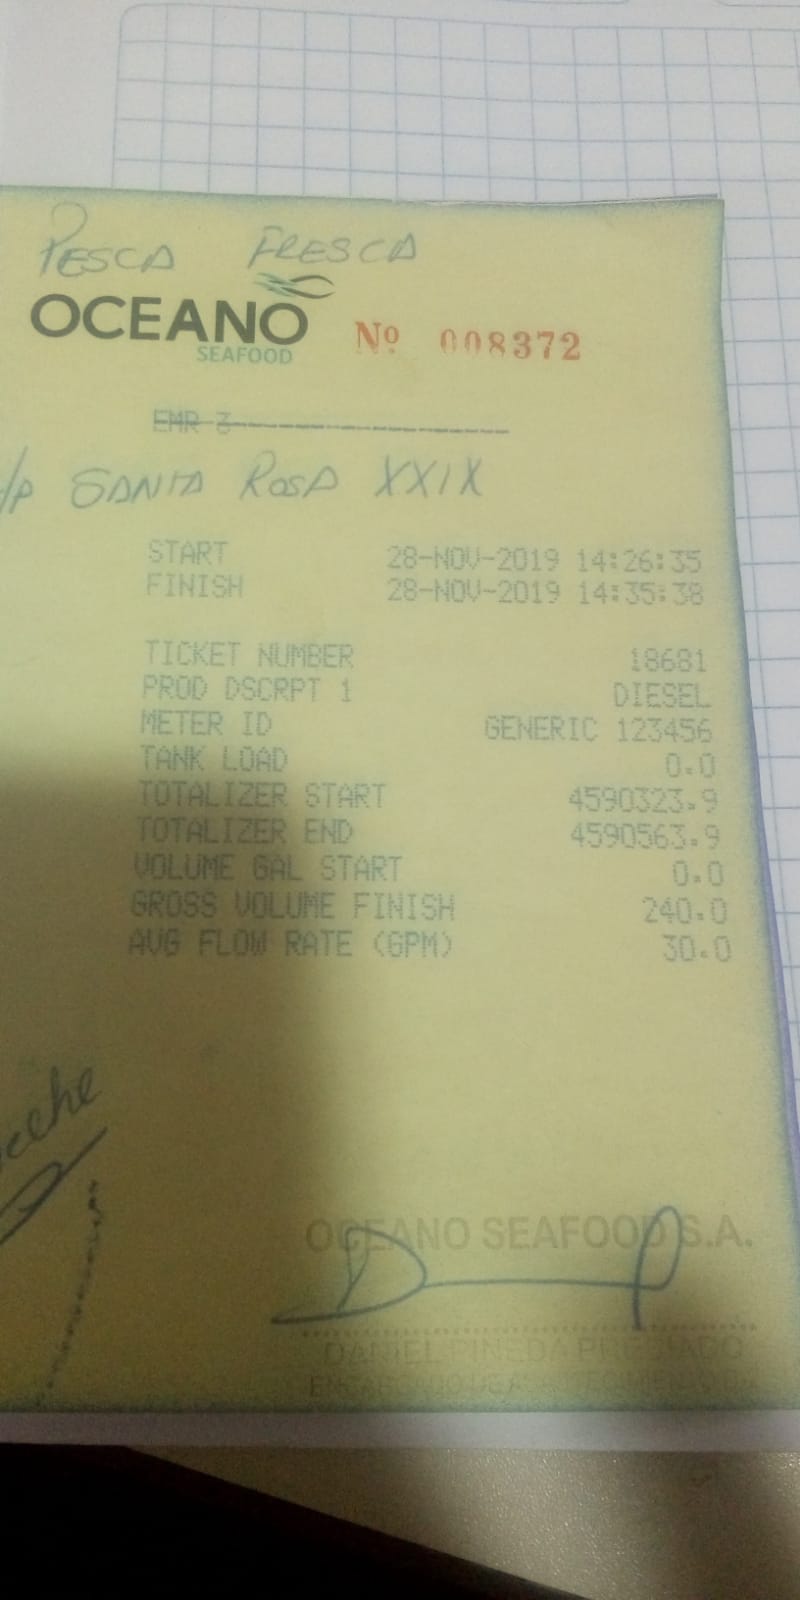 PESCA FRESCA
OCEANO
SEAFOOD
Nº 008372
EMR 3
SANTA ROSA XXIX
START 28-NOV-2019 14:26:35
FINISH 28-NOV-2019 14:35:38
TICKET NUMBER 18681
PROD DSCRPT 1 DIESEL
METER ID GENERIC 123456
TANK LOAD 0.0
TOTALIZER START 4590323.9
TOTALIZER END 4590563.9
VOLUME GAL START 0.0
GROSS VOLUME FINISH 240.0
AVG FLOW RATE (GPM) 30.0
OCEANO SEAFOOD S.A.
DANIEL PINEDA